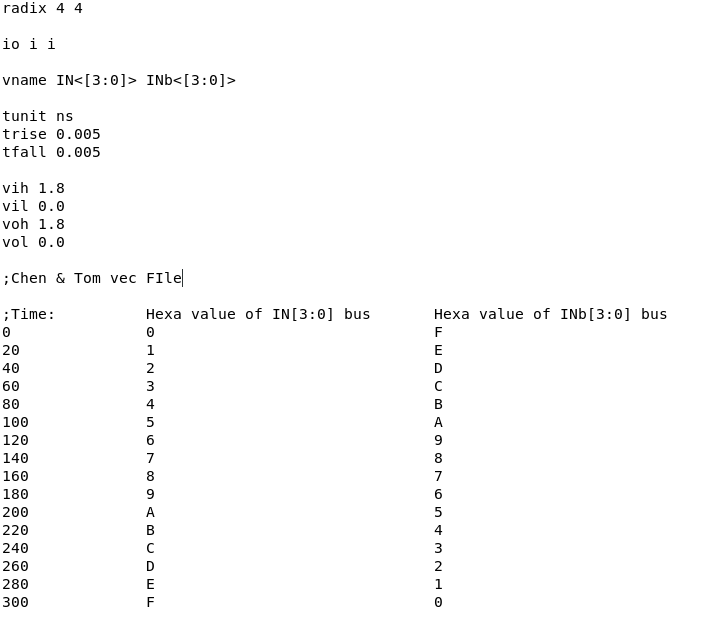 radix 4 4
io i i
vname IN<[3:0]> INb<[3:0]>
tunit ns
trise 0.005
tfall 0.005
vih 1.8
vil 0.0
voh 1.8
vol 0.0
;Chen & Tom vec FIle
;Time: Hexa value of IN[3:0] bus Hexa value of INb[3:0] bus
0 0 F
20 1 E
40 2 D
60 3 C
80 4 B
100 5 A
120 6 9
140 7 8
160 8 7
180 9 6
200 A 5
220 B 4
240 C 3
260 D 2
280 E 1
300 F 0